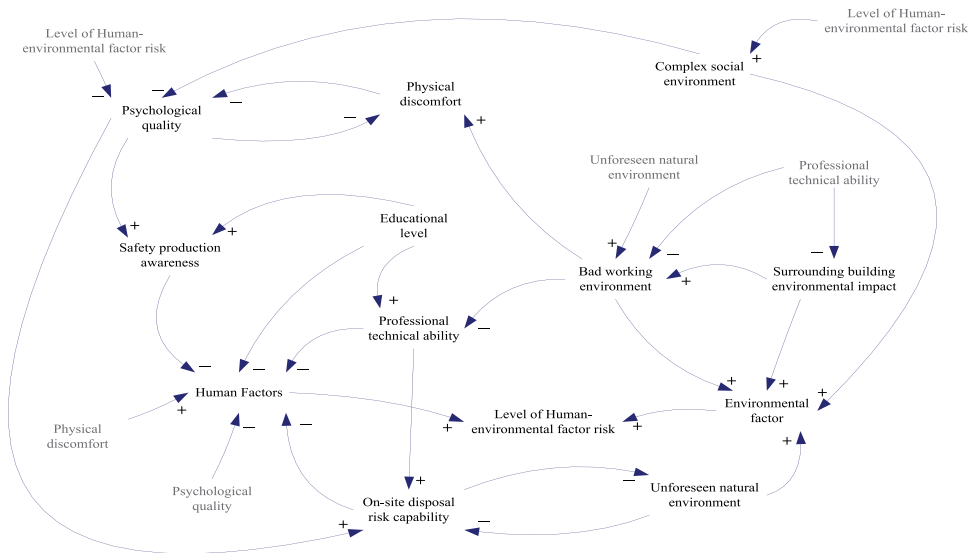 Level of Human-
environmental factor risk
Level of Human-
environmental factor risk
+
Complex social
environment
Physical
discomfort
—
—
—
Psychological
quality
—
+
Unforeseen natural
environment
Professional
technical ability
Educational
level
+
+
Safety production
awareness
+
—
—
Bad working
environment
+
Surrounding building
environmental impact
+
Professional
technical ability
—
—
—
—
Human Factors
+
+
+
+
Physical
discomfort
—
—
+
Level of Human-
environmental factor risk
+
Environmental
factor
+
Psychological
quality
+
On-site disposal
risk capability
+
—
—
Unforeseen natural
environment